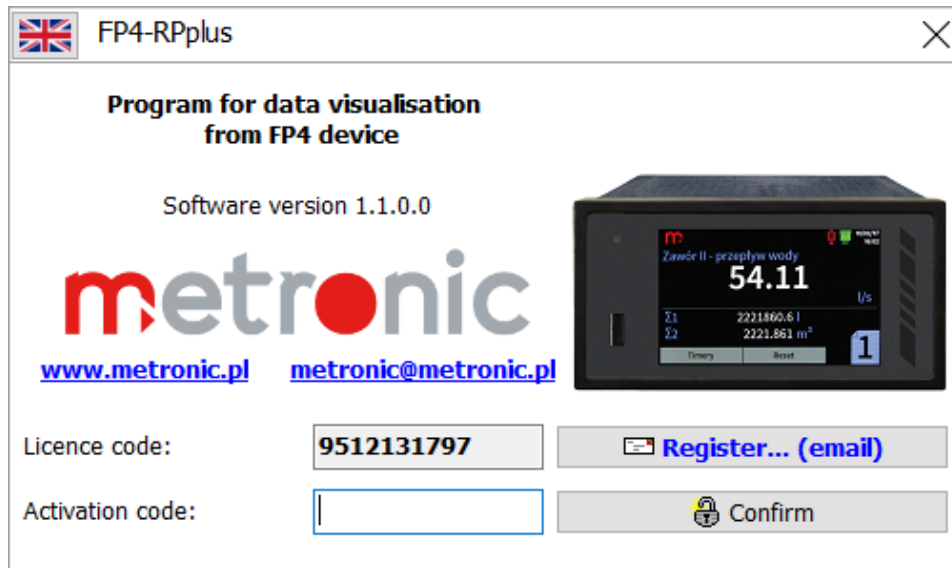 FP4-RPplus
Program for data visualisation
from FP4 device
Software version 1.1.0.0
metronic
www.metronic.pl metronic@metronic.pl
m
Zawór II - przepływ wody
54.11
l/s
Σ1 2221860.6 l
Σ2 2221.861 m³
Timery Reset 1
Licence code: 9512131797 Register... (email)
Activation code: Confirm